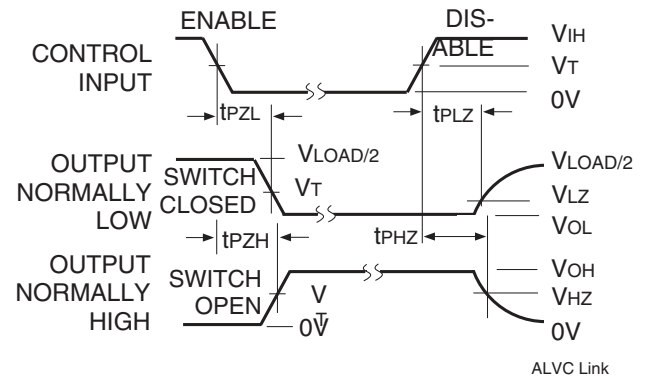 ENABLE
DIS-
ABLE
CONTROL
INPUT
VIH
VT
0V
tPZL
tPLZ
OUTPUT
NORMALLY
LOW
SWITCH
CLOSED
VLOAD/2
VT
VLOAD/2
VLZ
VOL
tPZH
tPHZ
OUTPUT
NORMALLY
HIGH
SWITCH
OPEN
VT
0V
VOH
VHZ
0V
ALVC Link